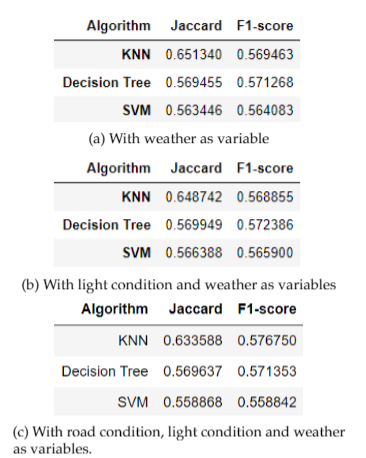 Algorithm Jaccard F1-score
KNN 0.651340 0.569463
Decision Tree 0.569455 0.571268
SVM 0.563446 0.564083
(a) With weather as variable
Algorithm Jaccard F1-score
KNN 0.648742 0.568855
Decision Tree 0.569949 0.572386
SVM 0.566388 0.565900
(b) With light condition and weather as variables
Algorithm Jaccard F1-score
KNN 0.633588 0.576750
Decision Tree 0.569637 0.571353
SVM 0.558868 0.558842
(c) With road condition, light condition and weather
as variables.